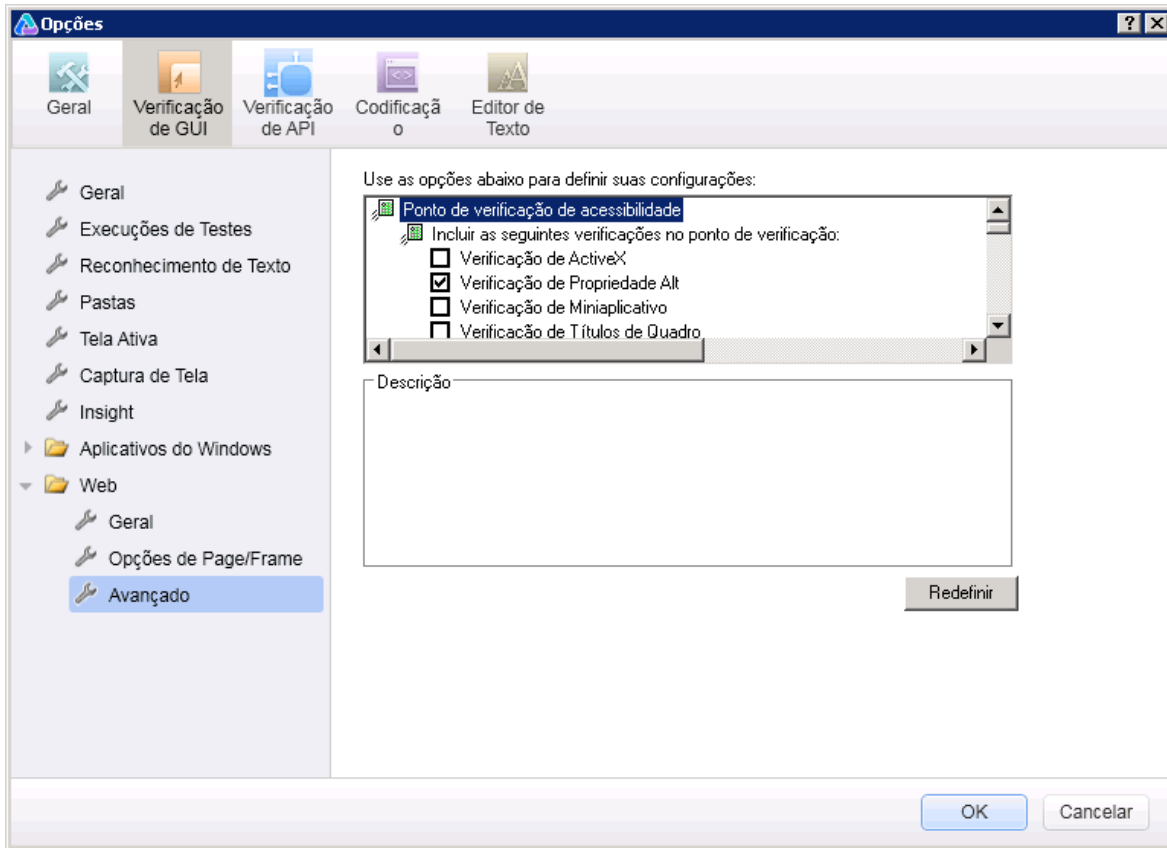 Opções
Geral
Verificação
de GUI
Verificação
de API
Codificaçã
o
Editor de
Texto
Geral
Execuções de Testes
Reconhecimento de Texto
Pastas
Tela Ativa
Captura de Tela
Insight
Aplicativos do Windows
Web
Geral
Opções de Page/Frame
Avançado
Use as opções abaixo para definir suas configurações:
Ponto de verificação de acessibilidade
Incluir as seguintes verificações no ponto de verificação:
Verificação de ActiveX
Verificação de Propriedade Alt
Verificação de Miniaplicativo
Verificação de Títulos de Quadro
Descrição
Redefinir
OK
Cancelar